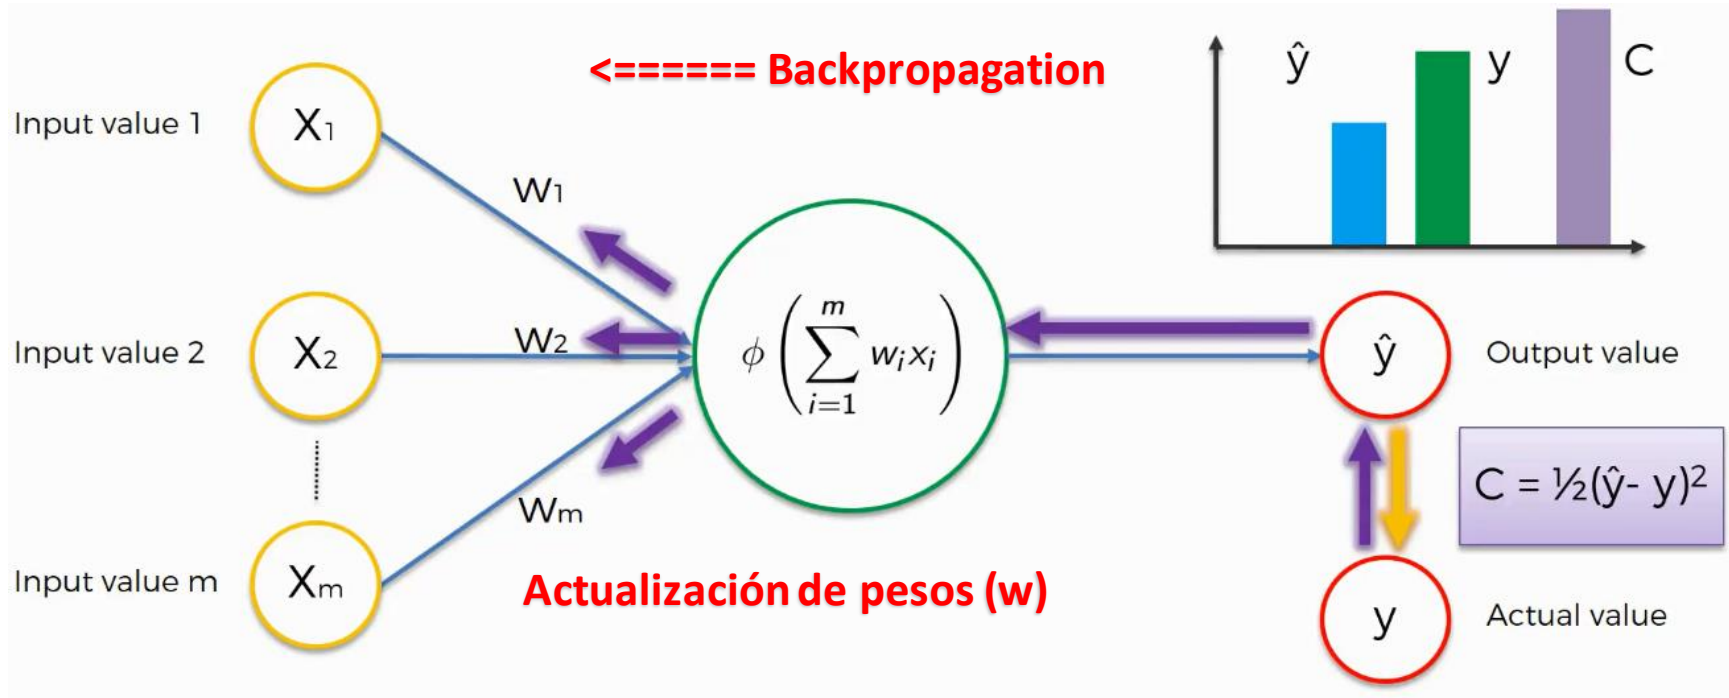 <====== Backpropagation
ŷ
y
C
Input value 1
X1
W1
Input value 2
X2
W2
ϕ ( ∑ᵢ₌₁ᵐ wᵢxᵢ )
ŷ
Output value
C = ½(ŷ- y)²
Wm
Input value m
Xm
Actualización de pesos (w)
y
Actual value